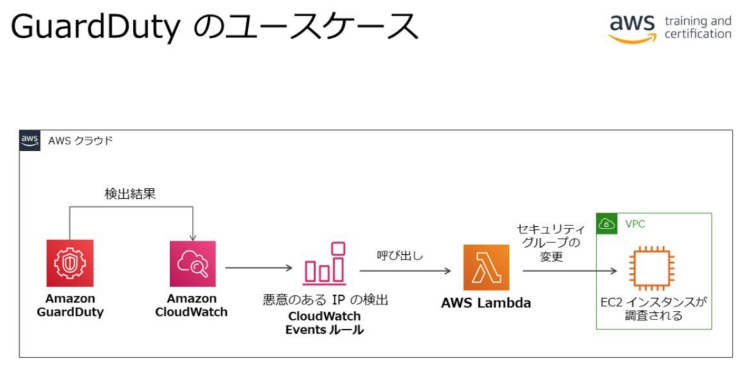 GuardDuty のユースケース
aws training and
certification
aws AWS クラウド
検出結果
Amazon
GuardDuty
Amazon
CloudWatch
悪意のある IP の検出
CloudWatch
Events ルール
呼び出し
AWS Lambda
セキュリティ
グループの
変更
VPC
EC2 インスタンスが
調査される